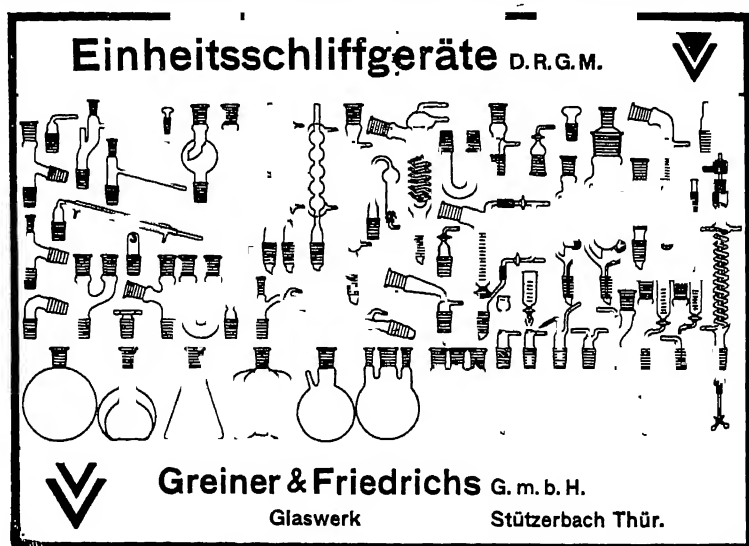 Einheitsschliffgeräte D.R.G.M.
Greiner & Friedrichs G. m. b. H.
Glaswerk Stützerbach Thür.